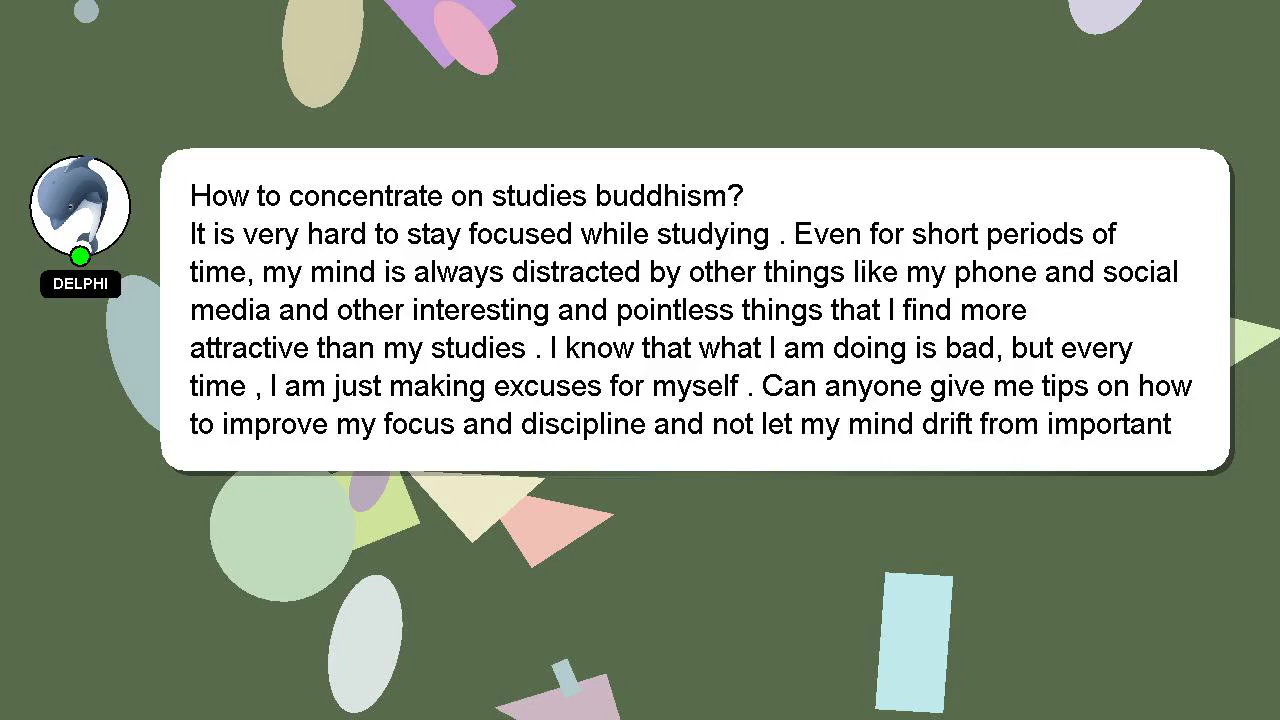 How to concentrate on studies buddhism?
It is very hard to stay focused while studying . Even for short periods of
time, my mind is always distracted by other things like my phone and social
media and other interesting and pointless things that I find more
attractive than my studies . I know that what I am doing is bad, but every
time , I am just making excuses for myself . Can anyone give me tips on how
to improve my focus and discipline and not let my mind drift from important
DELPHI